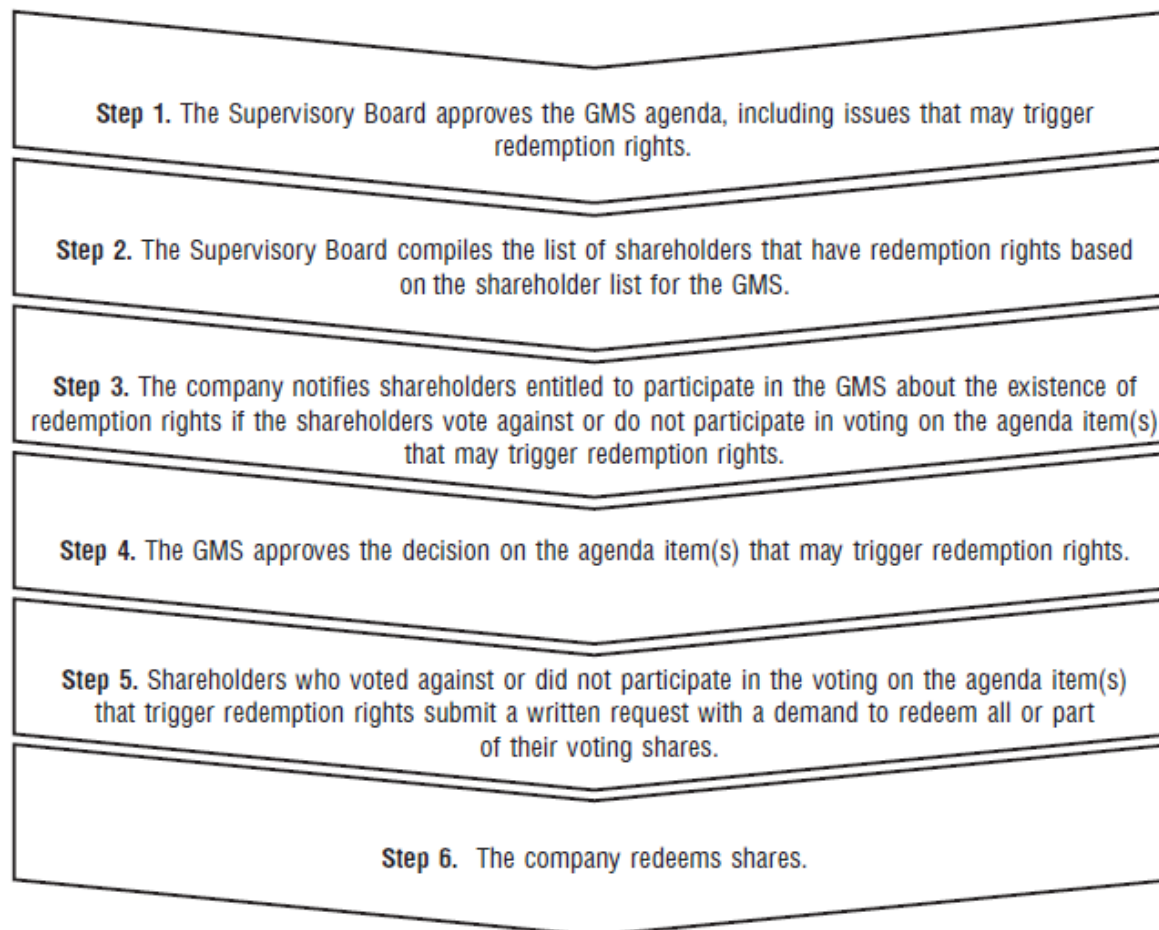 Step 1. The Supervisory Board approves the GMS agenda, including issues that may trigger
redemption rights.
Step 2. The Supervisory Board compiles the list of shareholders that have redemption rights based
on the shareholder list for the GMS.
Step 3. The company notifies shareholders entitled to participate in the GMS about the existence of
redemption rights if the shareholders vote against or do not participate in voting on the agenda item(s)
that may trigger redemption rights.
Step 4. The GMS approves the decision on the agenda item(s) that may trigger redemption rights.
Step 5. Shareholders who voted against or did not participate in the voting on the agenda item(s)
that trigger redemption rights submit a written request with a demand to redeem all or part
of their voting shares.
Step 6. The company redeems shares.